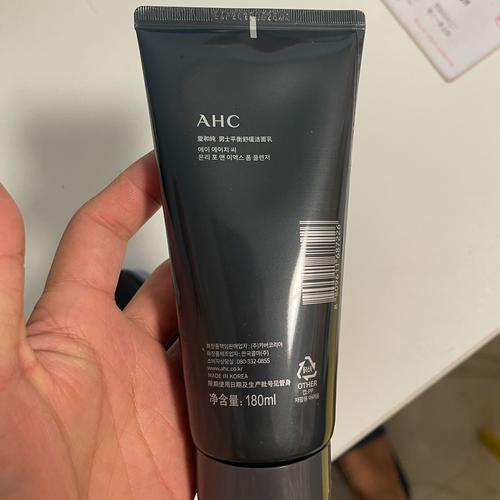 AHC
爱和纯 男士平衡舒缓洁面乳
에이 에이치 씨
온리 포 맨 이엑스 폼 클렌저
화장품책임판매업자 : (주)카버코리아
화장품제조업자 : 한국콜마(주)
소비자상담실 : 080-332-0855
www.ahc.co.kr
MADE IN KOREA
限期使用日期及生产批号见管身
净含量: 180ml
OTHER
캡:PP